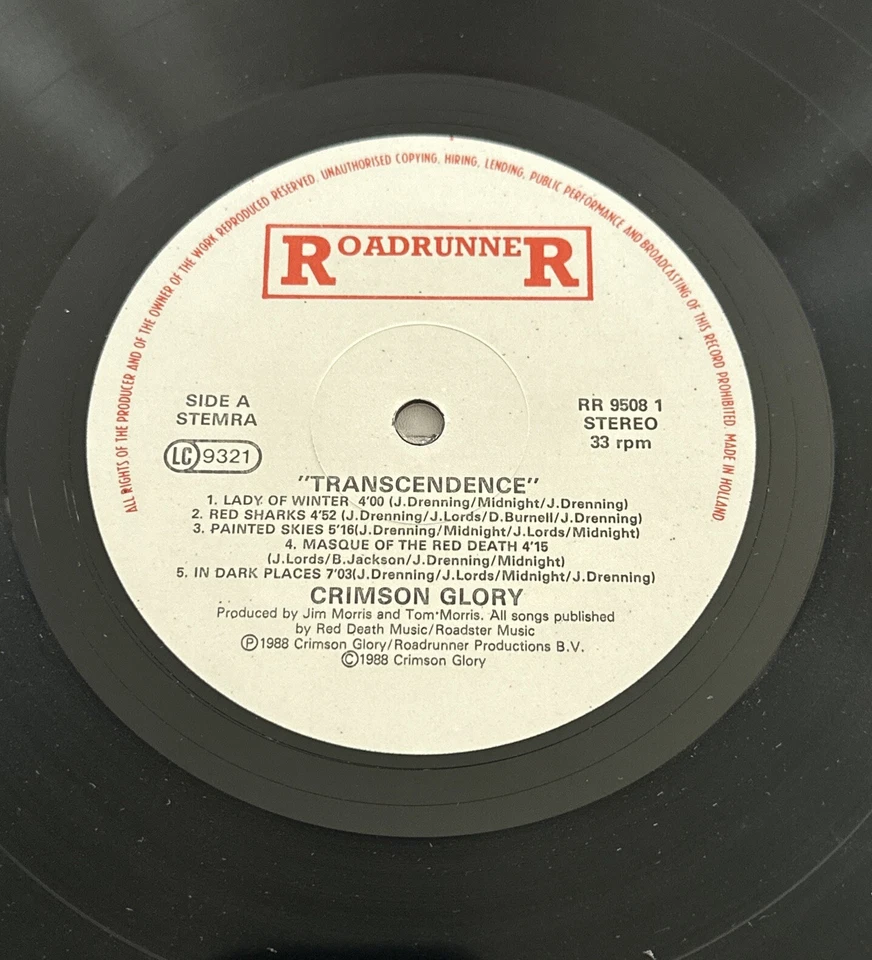 ALL RIGHTS OF THE PRODUCER AND OF THE OWNER OF THE WORK REPRODUCED RESERVED. UNAUTHORISED COPYING, HIRING, LENDING, PUBLIC PERFORMANCE AND BROADCASTING OF THIS RECORD PROHIBITED. MADE IN HOLLAND.
ROADRUNNER
SIDE A
STEMRA
LC 9321
RR 9508 1
STEREO
33 rpm
"TRANSCENDENCE"
1. LADY OF WINTER 4'00 (J.Drenning/Midnight/J.Drenning)
2. RED SHARKS 4'52 (J.Drenning/J.Lords/D.Burnell/J.Drenning)
3. PAINTED SKIES 5'16(J.Drenning/Midnight/J.Lords/Midnight)
4. MASQUE OF THE RED DEATH 4'15
(J.Lords/B.Jackson/J.Drenning/Midnight)
5. IN DARK PLACES 7'03(J.Drenning/J.Lords/Midnight/J.Drenning)
CRIMSON GLORY
Produced by Jim Morris and Tom Morris. All songs published
by Red Death Music/Roadster Music
℗1988 Crimson Glory/Roadrunner Productions B.V.
©1988 Crimson Glory